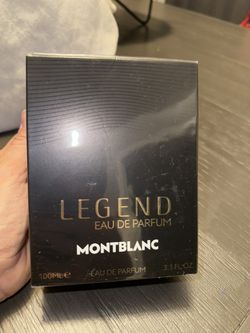 LEGEND
EAU DE PARFUM
MONTBLANC
100ML e EAU DE PARFUM 3.3 FL.OZ